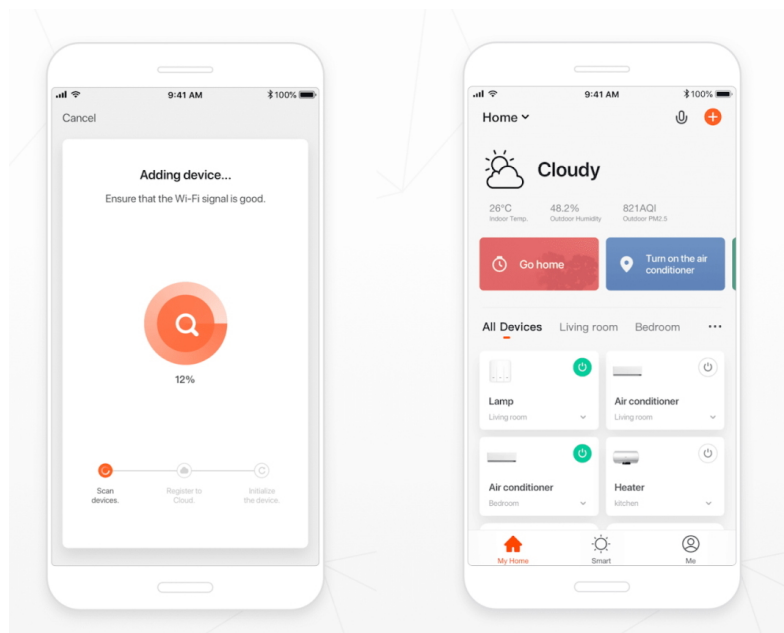 9:41 AM
100%
Cancel
Adding device...
Ensure that the Wi-Fi signal is good.
12%
Scan
devices.
Register to
Cloud.
Initialize
the device.
9:41 AM
100%
Home
Cloudy
26°C
48.2%
821AQI
Indoor Temp.
Outdoor Humidity
Outdoor PM2.5
Go home
Turn on the air
conditioner
All Devices
Living room
Bedroom
Lamp
Living room
Air conditioner
Living room
Air conditioner
Bedroom
Heater
kitchen
My Home
Smart
Me